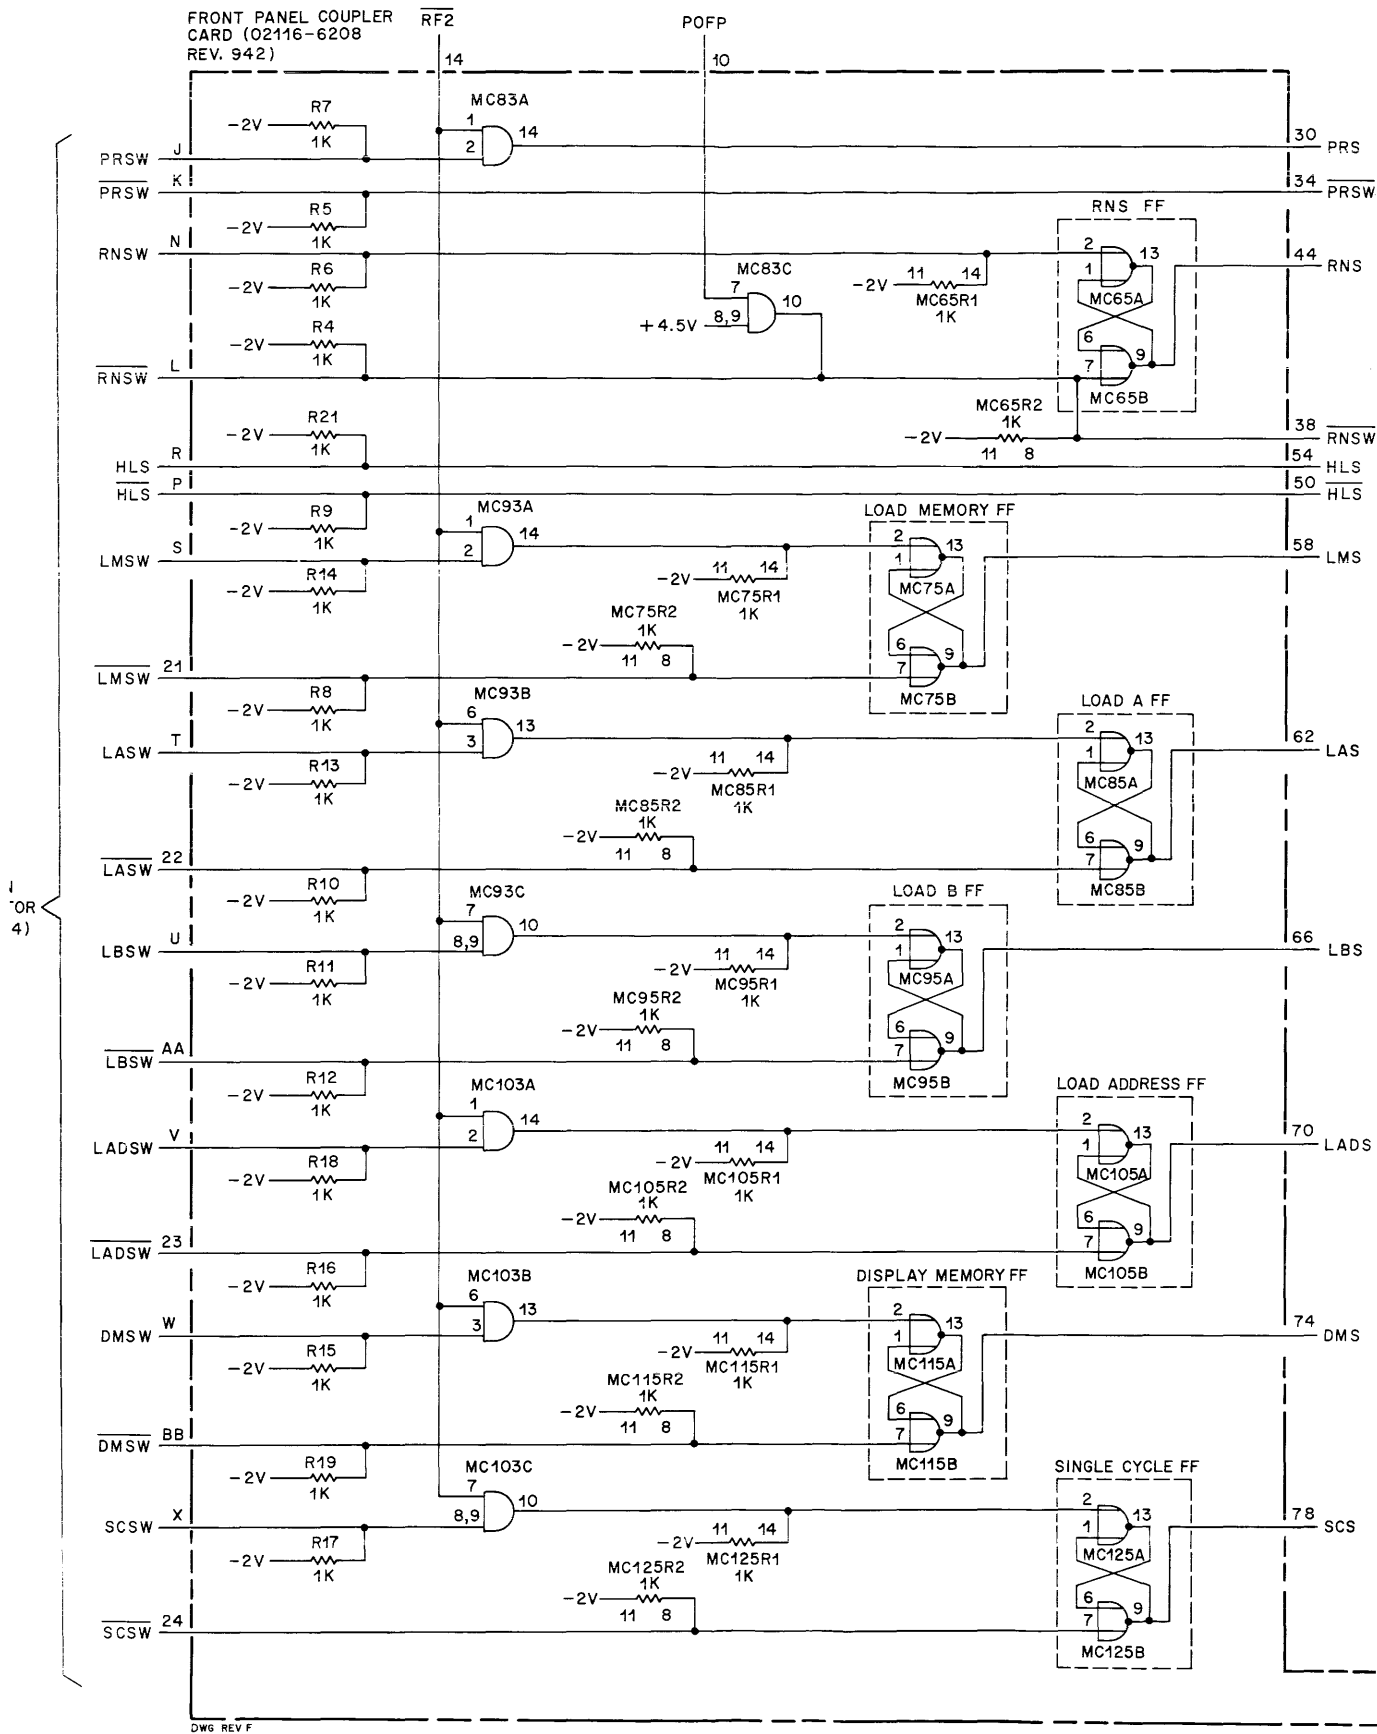 FRONT PANEL COUPLER
CARD (02116-6208
REV. 942)
R̅F̅2̅
POFP
14
10
MC83A
R7
-2V
1K
1
2
14
PRSW J
30 PRS
P̅R̅S̅W̅ K
34 P̅R̅S̅W̅
R5
-2V
1K
RNS FF
RNSW N
2
1
13
MC65A
44 RNS
R6
-2V
1K
MC83C
7
8,9
10
+4.5V
-2V
11 14
MC65R1
1K
R4
-2V
1K
6
7
9
MC65B
R̅N̅S̅W̅ L
MC65R2
1K
-2V
11 8
38 R̅N̅S̅W̅
R21
-2V
1K
HLS R
54 HLS
H̅L̅S̅ P
50 H̅L̅S̅
R9
-2V
1K
MC93A
1
2
14
LOAD MEMORY FF
2
1
13
MC75A
58 LMS
LMSW S
R14
-2V
1K
-2V
11 14
MC75R1
1K
MC75R2
1K
-2V
11 8
6
7
9
MC75B
L̅M̅S̅W̅ 21
R8
-2V
1K
MC93B
6
3
13
LOAD A FF
2
1
13
MC85A
62 LAS
LASW T
R13
-2V
1K
-2V
11 14
MC85R1
1K
MC85R2
1K
-2V
11 8
6
7
9
MC85B
L̅A̅S̅W̅ 22
R10
-2V
1K
OR
4)
MC93C
7
8,9
10
LOAD B FF
2
1
13
MC95A
66 LBS
LBSW U
R11
-2V
1K
-2V
11 14
MC95R1
1K
MC95R2
1K
-2V
11 8
6
7
9
MC95B
L̅B̅S̅W̅ AA
R12
-2V
1K
MC103A
1
2
14
LOAD ADDRESS FF
2
1
13
MC105A
70 LADS
LADSW V
R18
-2V
1K
-2V
11 14
MC105R1
1K
MC105R2
1K
-2V
11 8
6
7
9
MC105B
L̅A̅D̅S̅W̅ 23
R16
-2V
1K
MC103B
6
3
13
DISPLAY MEMORY FF
2
1
13
MC115A
74 DMS
DMSW W
R15
-2V
1K
-2V
11 14
MC115R1
1K
MC115R2
1K
-2V
11 8
6
7
9
MC115B
D̅M̅S̅W̅ BB
R19
-2V
1K
MC103C
7
8,9
10
SINGLE CYCLE FF
2
1
13
MC125A
78 SCS
SCSW X
R17
-2V
1K
-2V
11 14
MC125R1
1K
MC125R2
1K
-2V
11 8
6
7
9
MC125B
S̅C̅S̅W̅ 24
DWG REV F